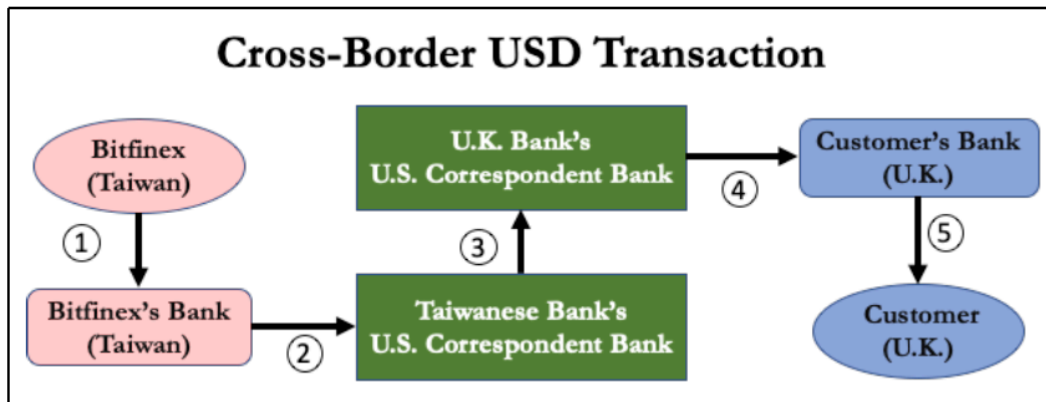 Cross-Border USD Transaction
Bitfinex
(Taiwan)
①
Bitfinex's Bank
(Taiwan)
②
Taiwanese Bank's
U.S. Correspondent Bank
③
U.K. Bank's
U.S. Correspondent Bank
④
Customer's Bank
(U.K.)
⑤
Customer
(U.K.)